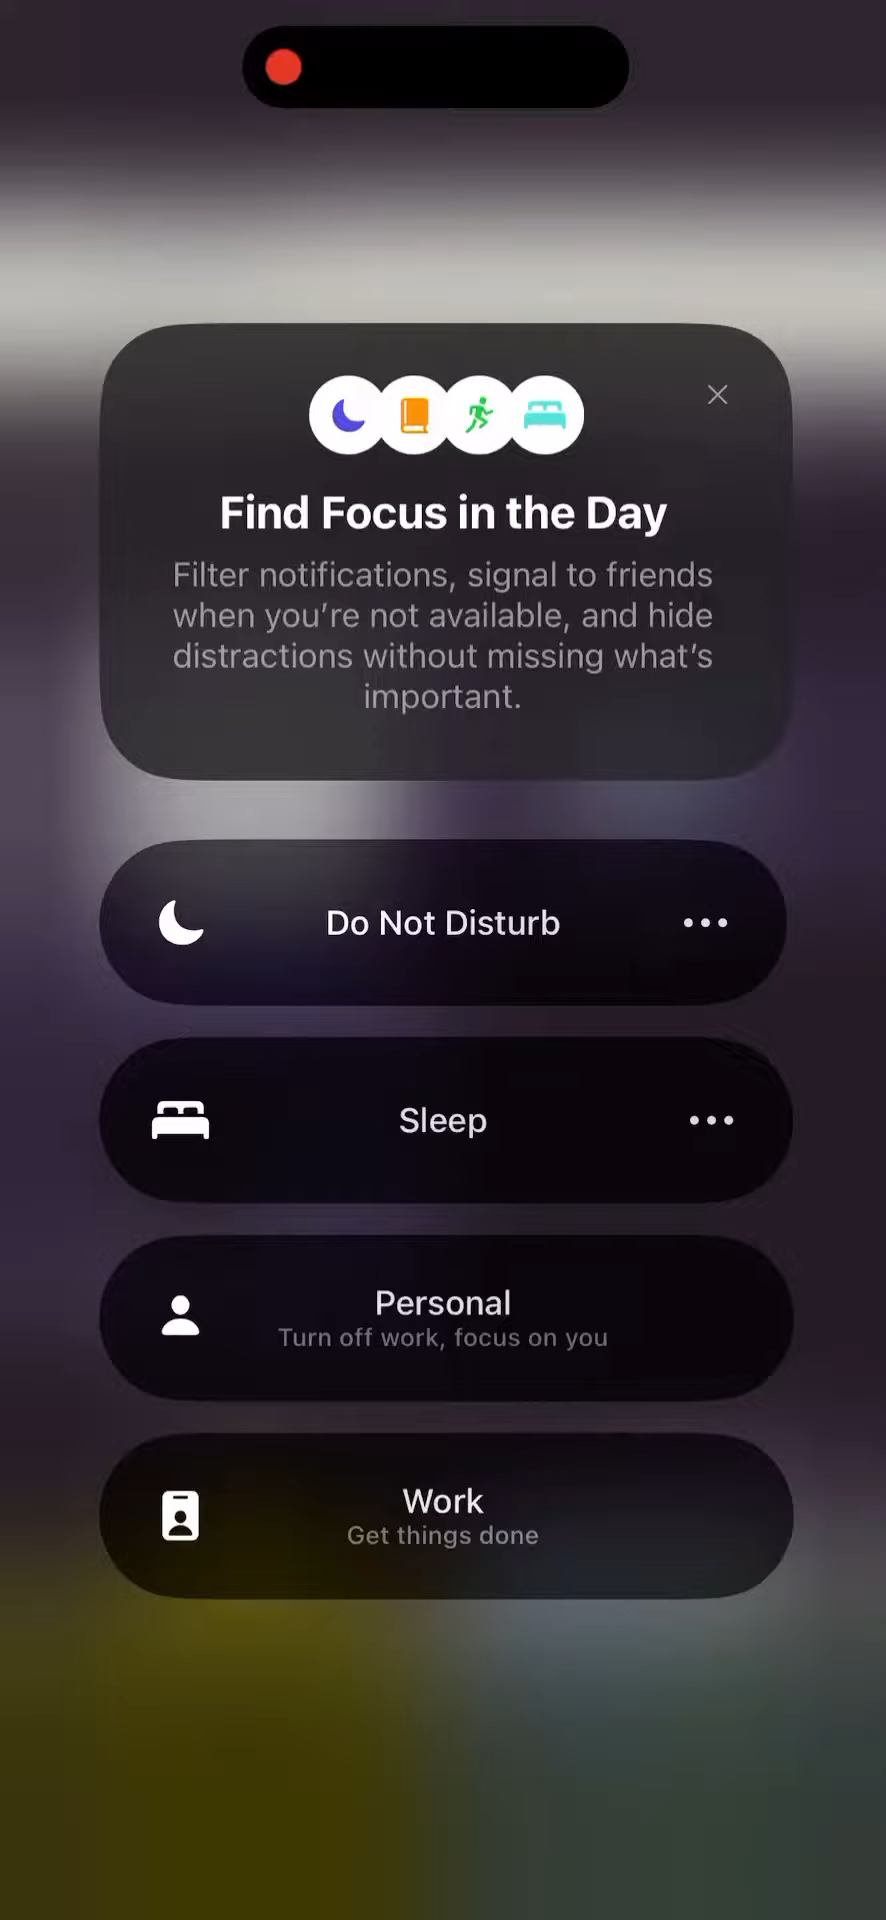 Find Focus in the Day
Filter notifications, signal to friends
when you’re not available, and hide
distractions without missing what’s
important.
Do Not Disturb
Sleep
Personal
Turn off work, focus on you
Work
Get things done